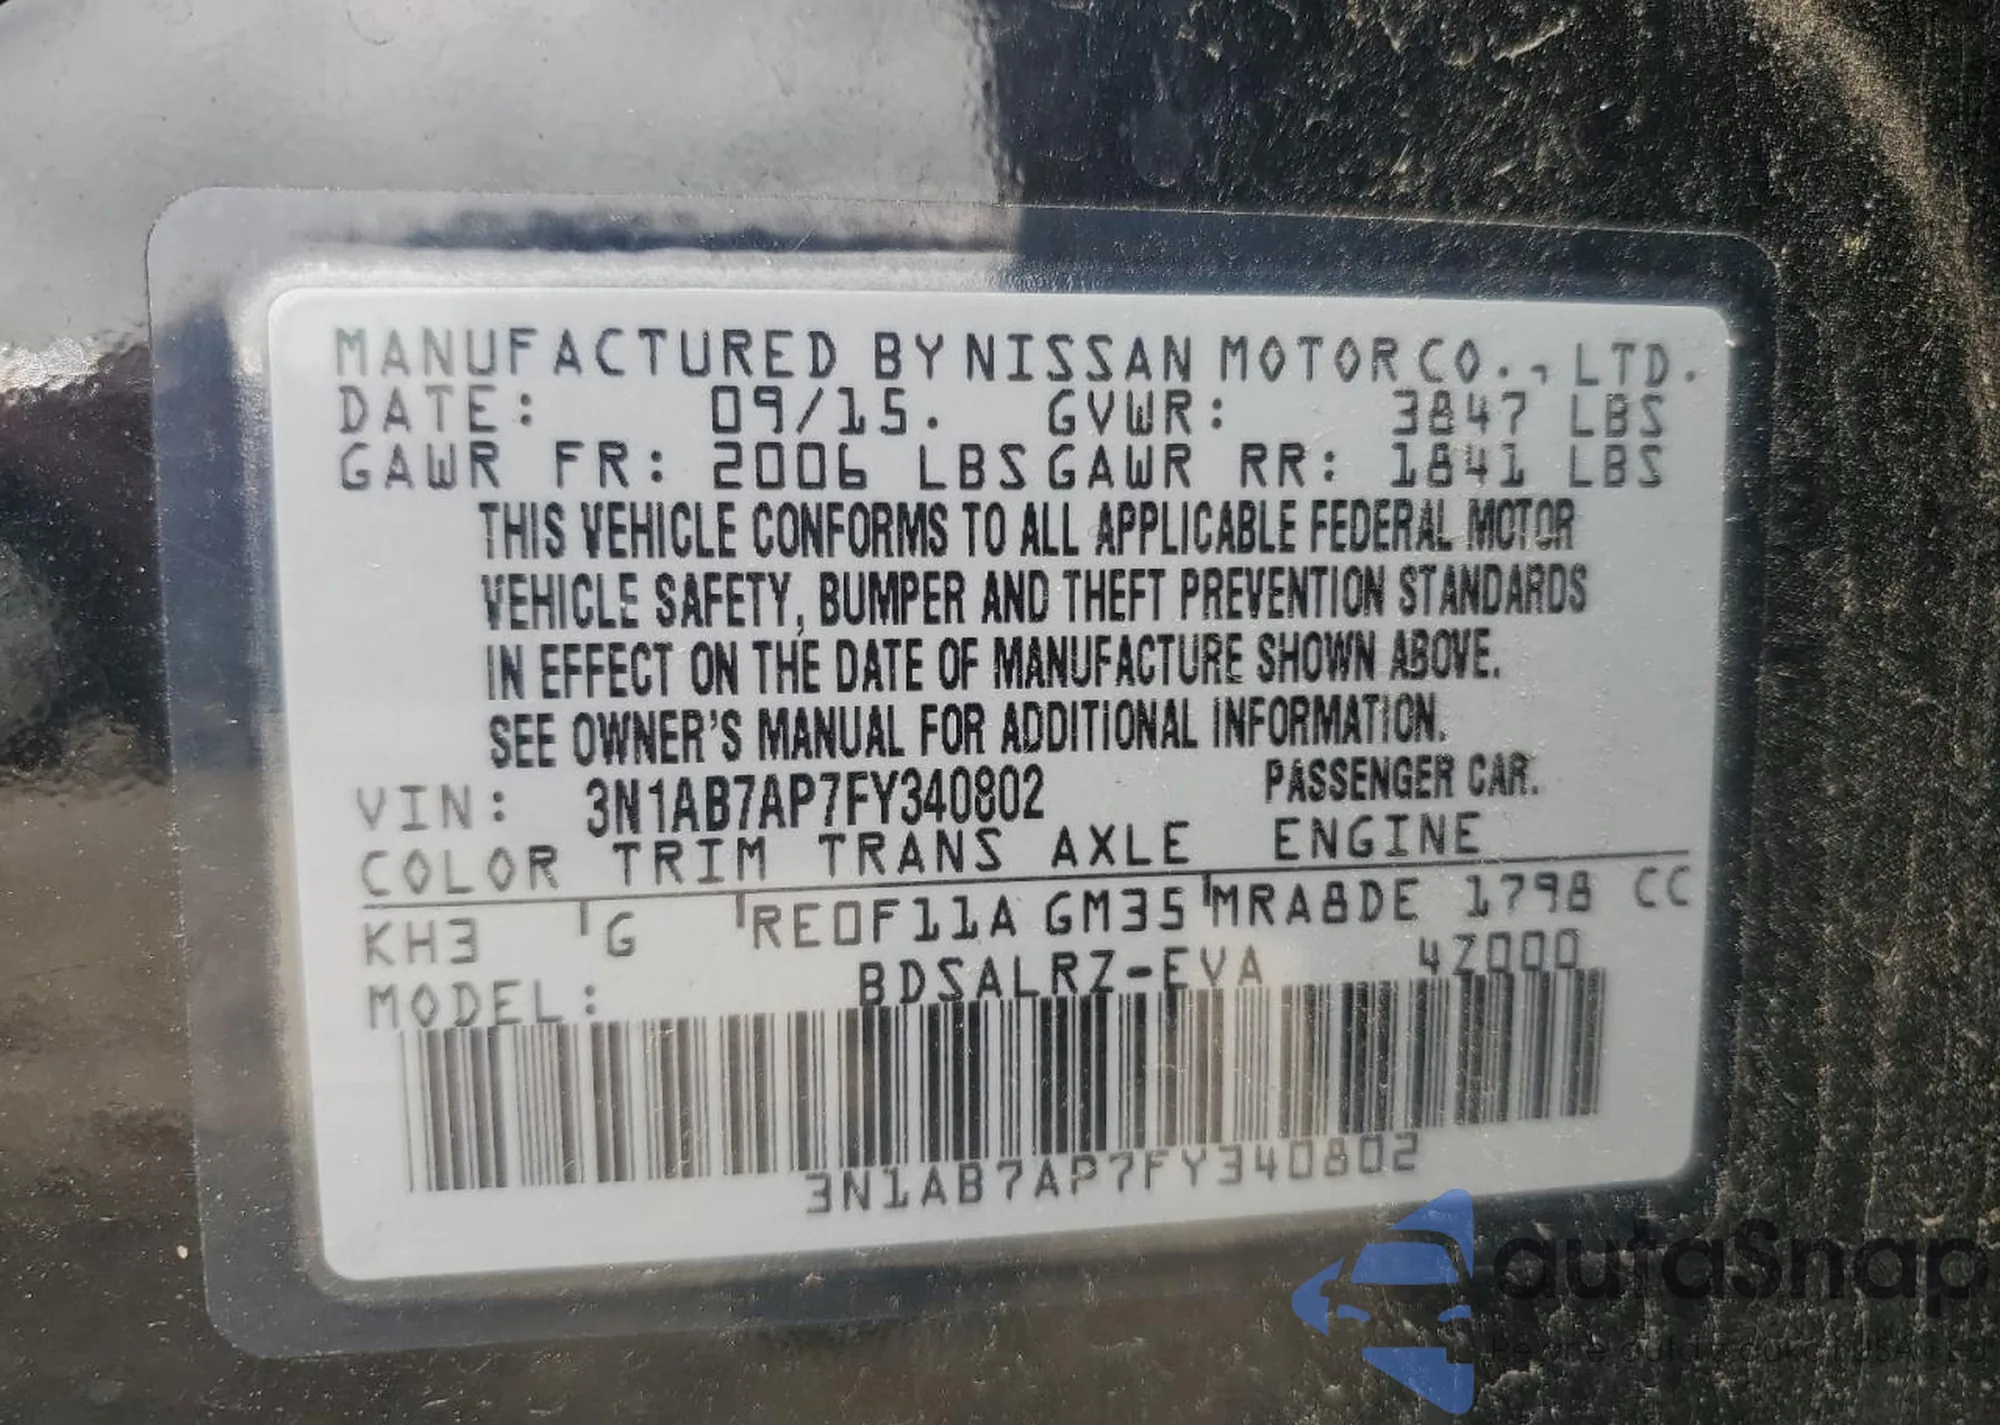 MANUFACTURED BY NISSAN MOTOR CO., LTD.
DATE: 09/15. GVWR: 3847 LBS
GAWR FR: 2006 LBS GAWR RR: 1841 LBS
THIS VEHICLE CONFORMS TO ALL APPLICABLE FEDERAL MOTOR
VEHICLE SAFETY, BUMPER AND THEFT PREVENTION STANDARDS
IN EFFECT ON THE DATE OF MANUFACTURE SHOWN ABOVE.
SEE OWNER'S MANUAL FOR ADDITIONAL INFORMATION.
VIN: 3N1AB7AP7FY340802 PASSENGER CAR.
COLOR TRIM TRANS AXLE ENGINE
KH3 G RE0F11A GM35 MRA8DE 1798 CC
MODEL: BDSALRZ-EVA 4Z000
3N1AB7AP7FY340802
autaSnap
USA